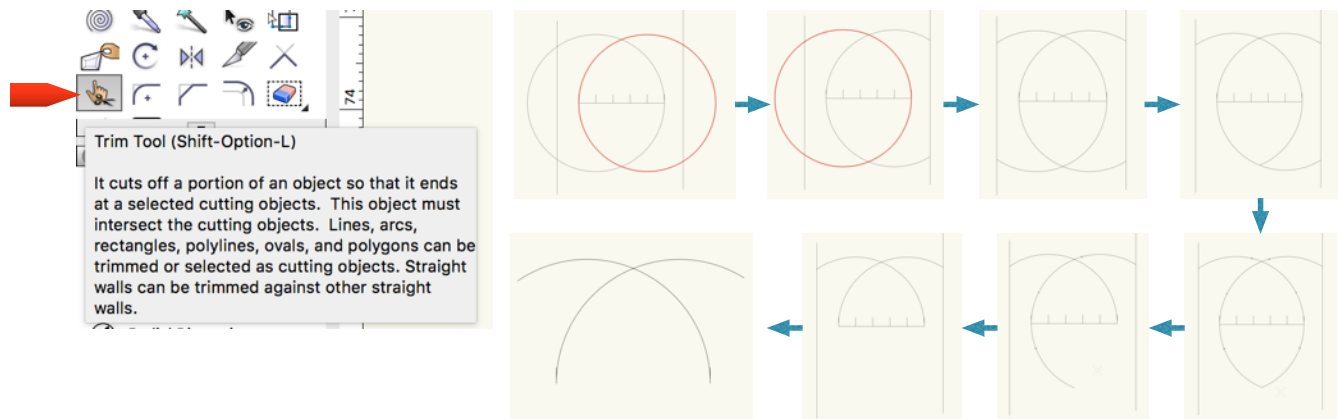 74
Trim Tool (Shift-Option-L)
It cuts off a portion of an object so that it ends
at a selected cutting objects.  This object must
intersect the cutting objects.  Lines, arcs,
rectangles, polylines, ovals, and polygons can be
trimmed or selected as cutting objects. Straight
walls can be trimmed against other straight
walls.